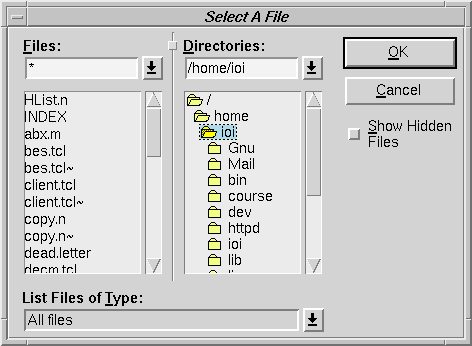 Select A File
Files:
*
HList.n
INDEX
abx.m
bes.tcl
bes.tcl~
client.tcl
client.tcl~
copy.n
copy.n~
dead.letter
decm.tcl
Directories:
/home/ioi
/
home
ioi
Gnu
Mail
bin
course
dev
httpd
ioi
lib
OK
Cancel
Show Hidden
Files
List Files of Type:
All files